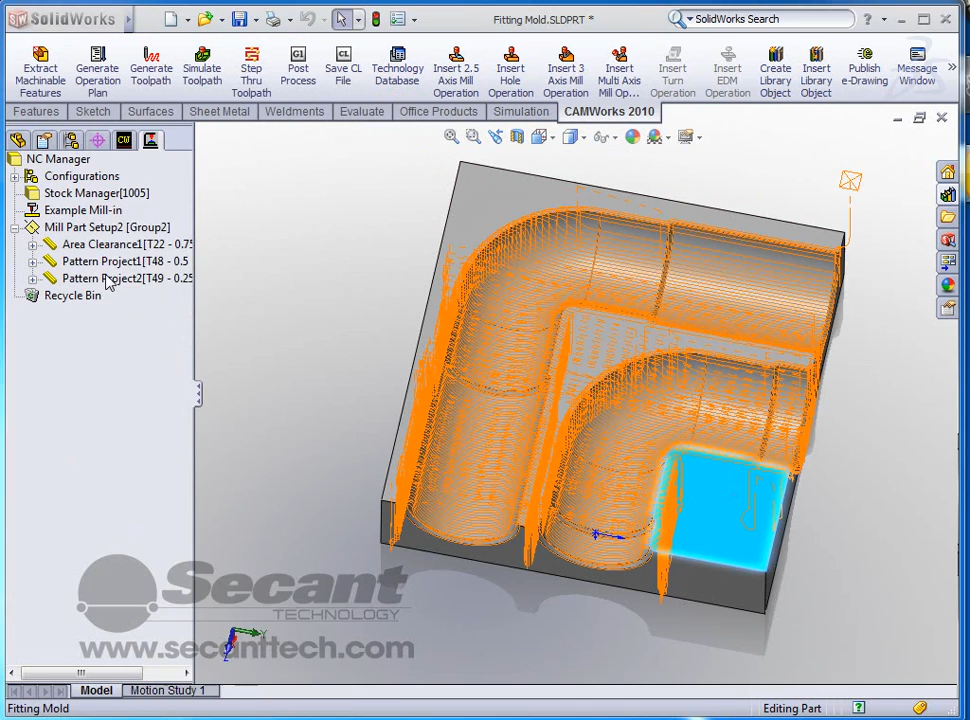 SolidWorks
Fitting Mold.SLDPRT *
SolidWorks Search
?
Extract Machinable Features
Generate Operation Plan
Generate Toolpath
Simulate Toolpath
Step Thru Toolpath
G1
Post Process
CL
Save CL File
Technology Database
Insert 2.5 Axis Mill Operation
Insert Hole Operation
Insert 3 Axis Mill Operation
Insert Multi Axis Mill Op...
Insert Turn Operation
Insert EDM Operation
Create Library Object
Insert Library Object
Publish e-Drawing
Message Window
Features
Sketch
Surfaces
Sheet Metal
Weldments
Evaluate
Office Products
Simulation
CAMWorks 2010
CW
NC Manager
Configurations
Stock Manager[1005]
Example Mill-in
Mill Part Setup2 [Group2]
Area Clearance1[T22 - 0.75
Pattern Project1[T48 - 0.5
Pattern Project2[T49 - 0.25
Recycle Bin
Secant
TECHNOLOGY
www.secanttech.com
Model
Motion Study 1
Fitting Mold
Editing Part
?